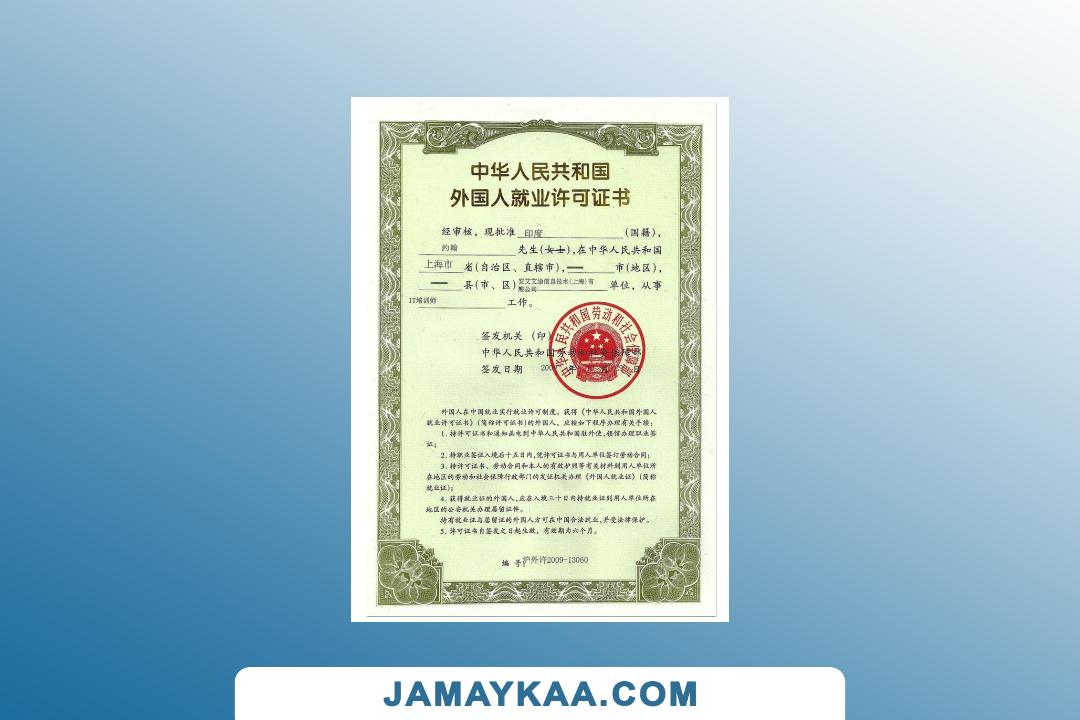 中华人民共和国
外国人就业许可证书
经审核，现批准 印度 (国籍)，
约翰 先生(女士),在中华人民共和国
上海市 省(自治区、直辖市)，— 市(地区)，
— 县(市、区) 安艾艾迪信息技术(上海)有限公司 单位，从事
IT培训师 工作。
签发机关 (印)
中华人民共和国劳动和社会保障部
签发日期 年 月 日
中华人民共和国劳动和社会保障部
外国人在中国就业实行就业许可制度。获得《中华人民共和国外国人
就业许可证书》(简称许可证书)的外国人，应按如下程序办理有关手续：
1. 持许可证书和通知函电到中华人民共和国驻外使、领馆办理职业签
证；
2. 持职业签证入境后十五日内,凭许可证书与用人单位签订劳动合同；
3. 持许可证书、劳动合同和本人的有效护照等有关材料到用人单位所
在地区的劳动和社会保障行政部门的发证机关办理《外国人就业证》(简称
就业证)；
4. 获得就业证的外国人,应在入境三十日内持就业证到用人单位所在
地区的公安机关办理居留证件。
持有就业证与居留证的外国人方可在中国合法就业,并受法律保护。
5. 许可证书自签发之日起生效，有效期为六个月。
编 号: 沪外许2009-13060
JAMAYKAA.COM